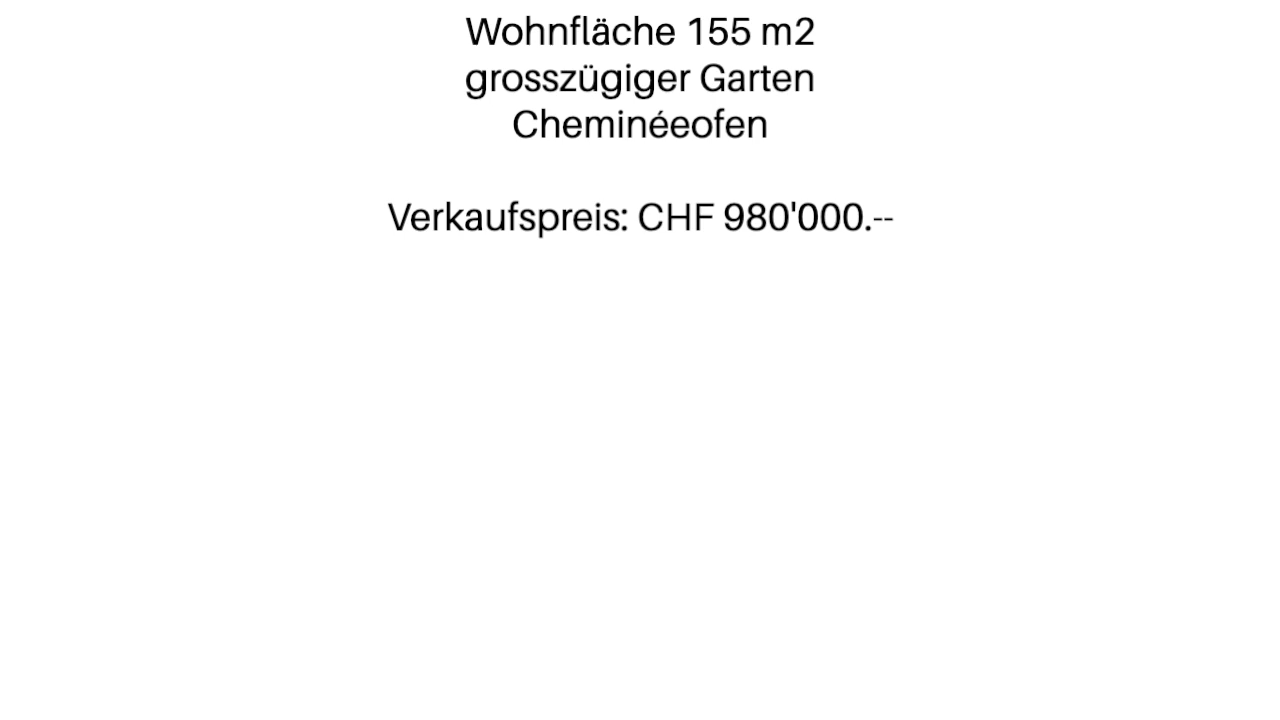 Wohnfläche 155 m2
grosszügiger Garten
Cheminéeofen
Verkaufspreis: CHF 980'000.--